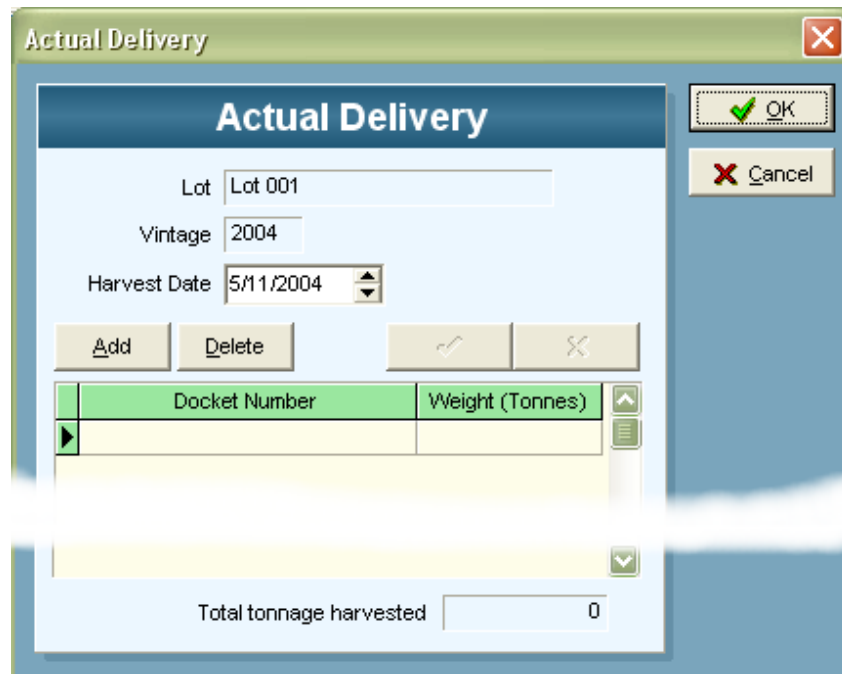 Actual Delivery
Actual Delivery
OK
Cancel
Lot Lot 001
Vintage 2004
Harvest Date 5/11/2004
Add Delete
Docket Number Weight (Tonnes)
Total tonnage harvested 0